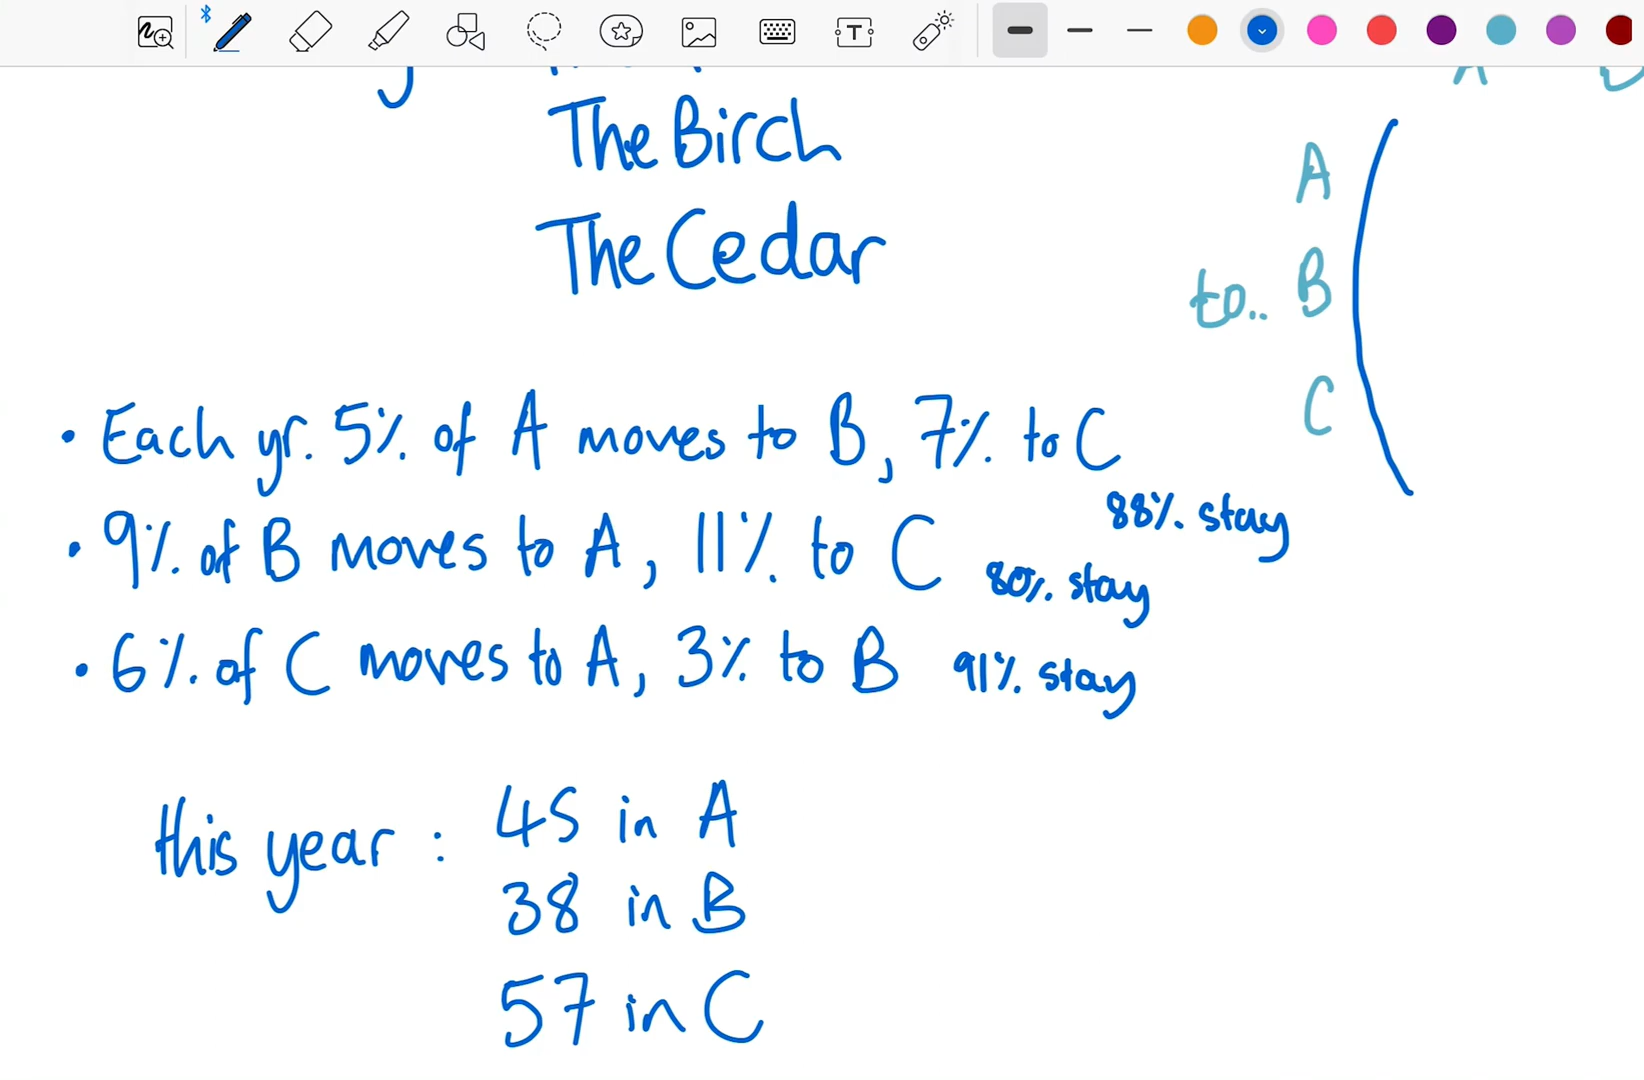 The Birch
The Cedar
A
to.. B
C
• Each yr. 5% of A moves to B, 7% to C
88% stay
• 9% of B moves to A, 11% to C 80% stay
• 6% of C moves to A, 3% to B 91% stay
this year : 45 in A
38 in B
57 in C